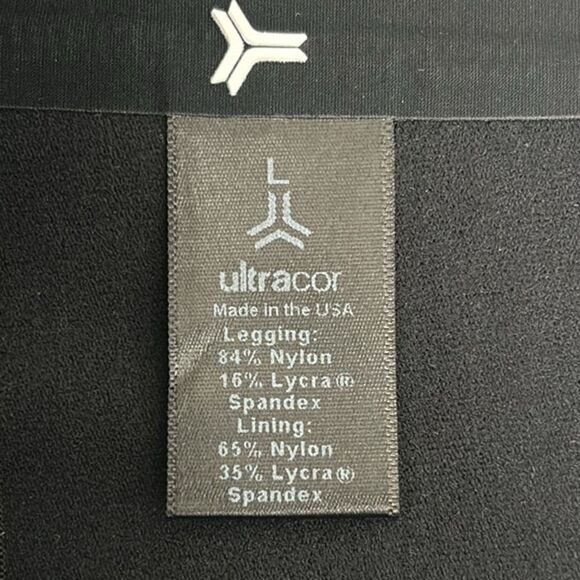 L
ultracor
Made in the USA
Legging:
84% Nylon
16% Lycra®
Spandex
Lining:
65% Nylon
35% Lycra®
Spandex